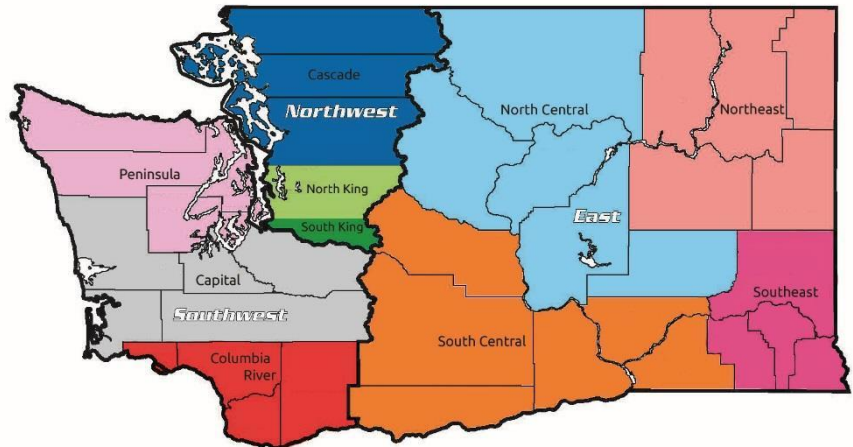 Cascade
Northwest
North Central
Northeast
Peninsula
North King
South King
East
Capital
Southwest
Southeast
Columbia
River
South Central